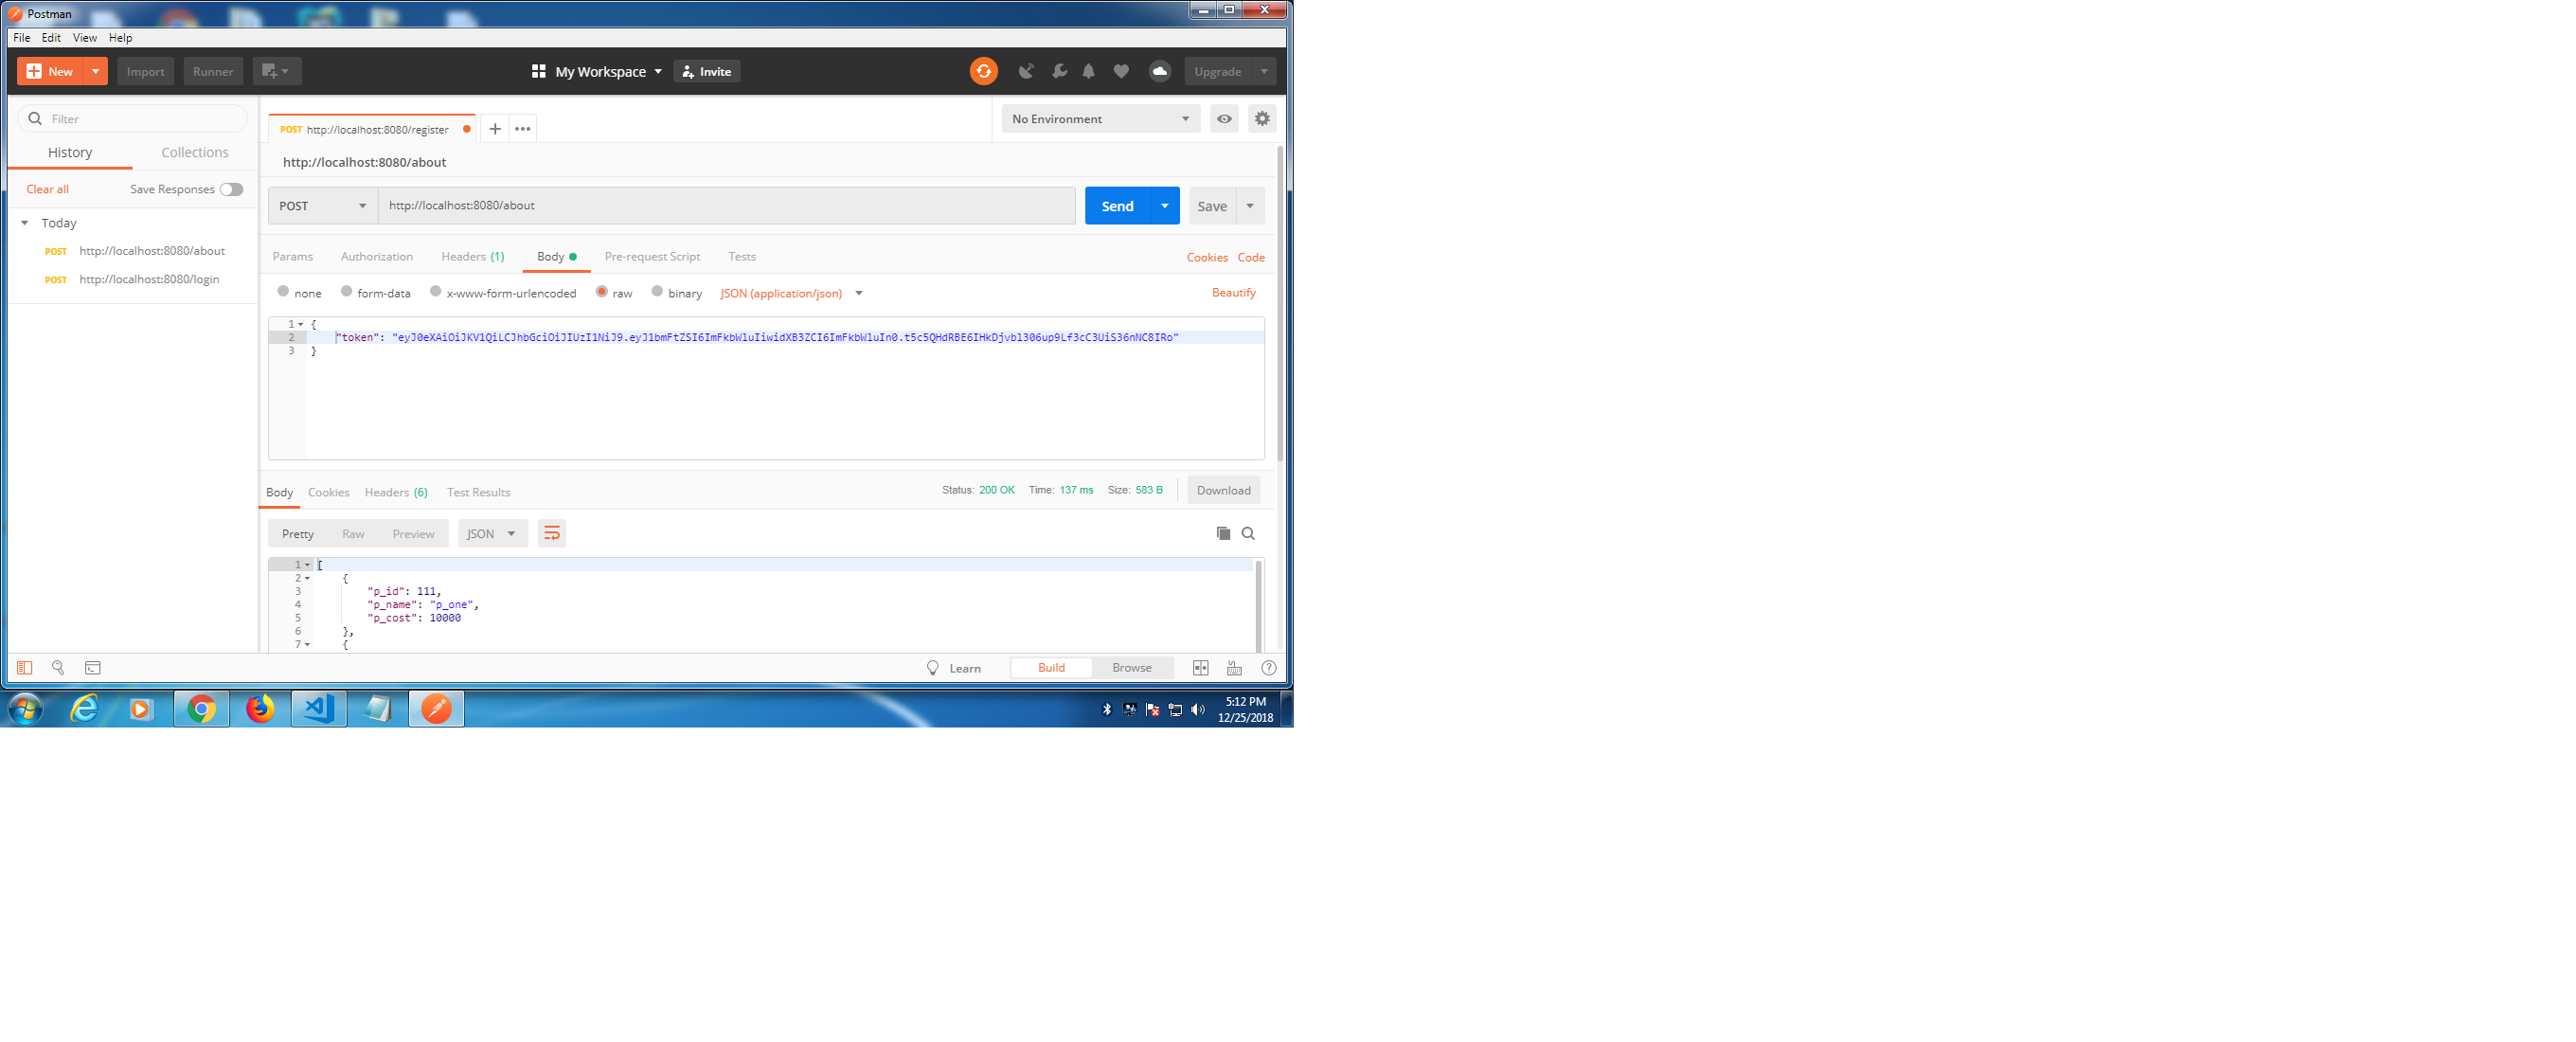 Postman
File Edit View Help
New Import Runner My Workspace Invite Upgrade
Filter
History Collections
Clear all Save Responses
Today
POST http://localhost:8080/about
POST http://localhost:8080/login
POST http://localhost:8080/register + ••• No Environment
http://localhost:8080/about
POST http://localhost:8080/about Send Save
Params Authorization Headers (1) Body Pre-request Script Tests Cookies Code
none form-data x-www-form-urlencoded raw binary JSON (application/json) Beautify
1 {
2 "token": "eyJ0eXAiOiJKV1QiLCJhbGciOiJIUzI1NiJ9.eyJ1bmFtZSI6ImFkbWluIiwidXB3ZCI6ImFkbWluIn0.t5c5QHdRBE6IHkDjvbl306up9Lf3cC3UiS36nNC8IRo"
3 }
Body Cookies Headers (6) Test Results Status: 200 OK Time: 137 ms Size: 583 B Download
Pretty Raw Preview JSON
1 [
2 {
3 "p_id": 111,
4 "p_name": "p_one",
5 "p_cost": 10000
6 },
7 {
Learn Build Browse
5:12 PM
12/25/2018